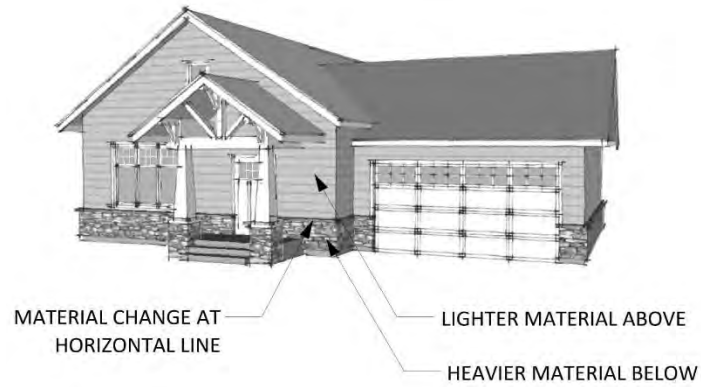 MATERIAL CHANGE AT
HORIZONTAL LINE
LIGHTER MATERIAL ABOVE
HEAVIER MATERIAL BELOW